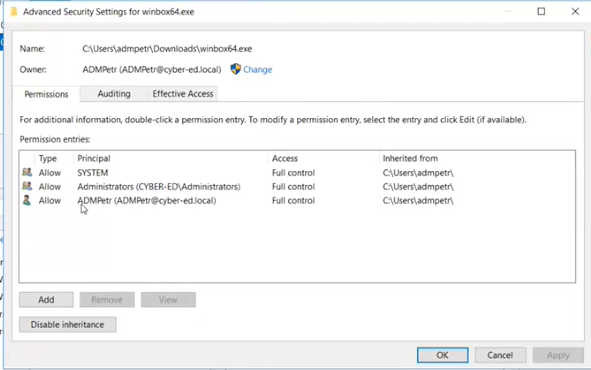 Advanced Security Settings for winbox64.exe
Name: C:\Users\admpetr\Downloads\winbox64.exe
Owner: ADMPetr (ADMPetr@cyber-ed.local) Change
Permissions Auditing Effective Access
For additional information, double-click a permission entry. To modify a permission entry, select the entry and click Edit (if available).
Permission entries:
Type Principal Access Inherited from
Allow SYSTEM Full control C:\Users\admpetr\
Allow Administrators (CYBER-ED\Administrators) Full control C:\Users\admpetr\
Allow ADMPetr (ADMPetr@cyber-ed.local) Full control C:\Users\admpetr\
Add Remove View
Disable inheritance
OK Cancel Apply